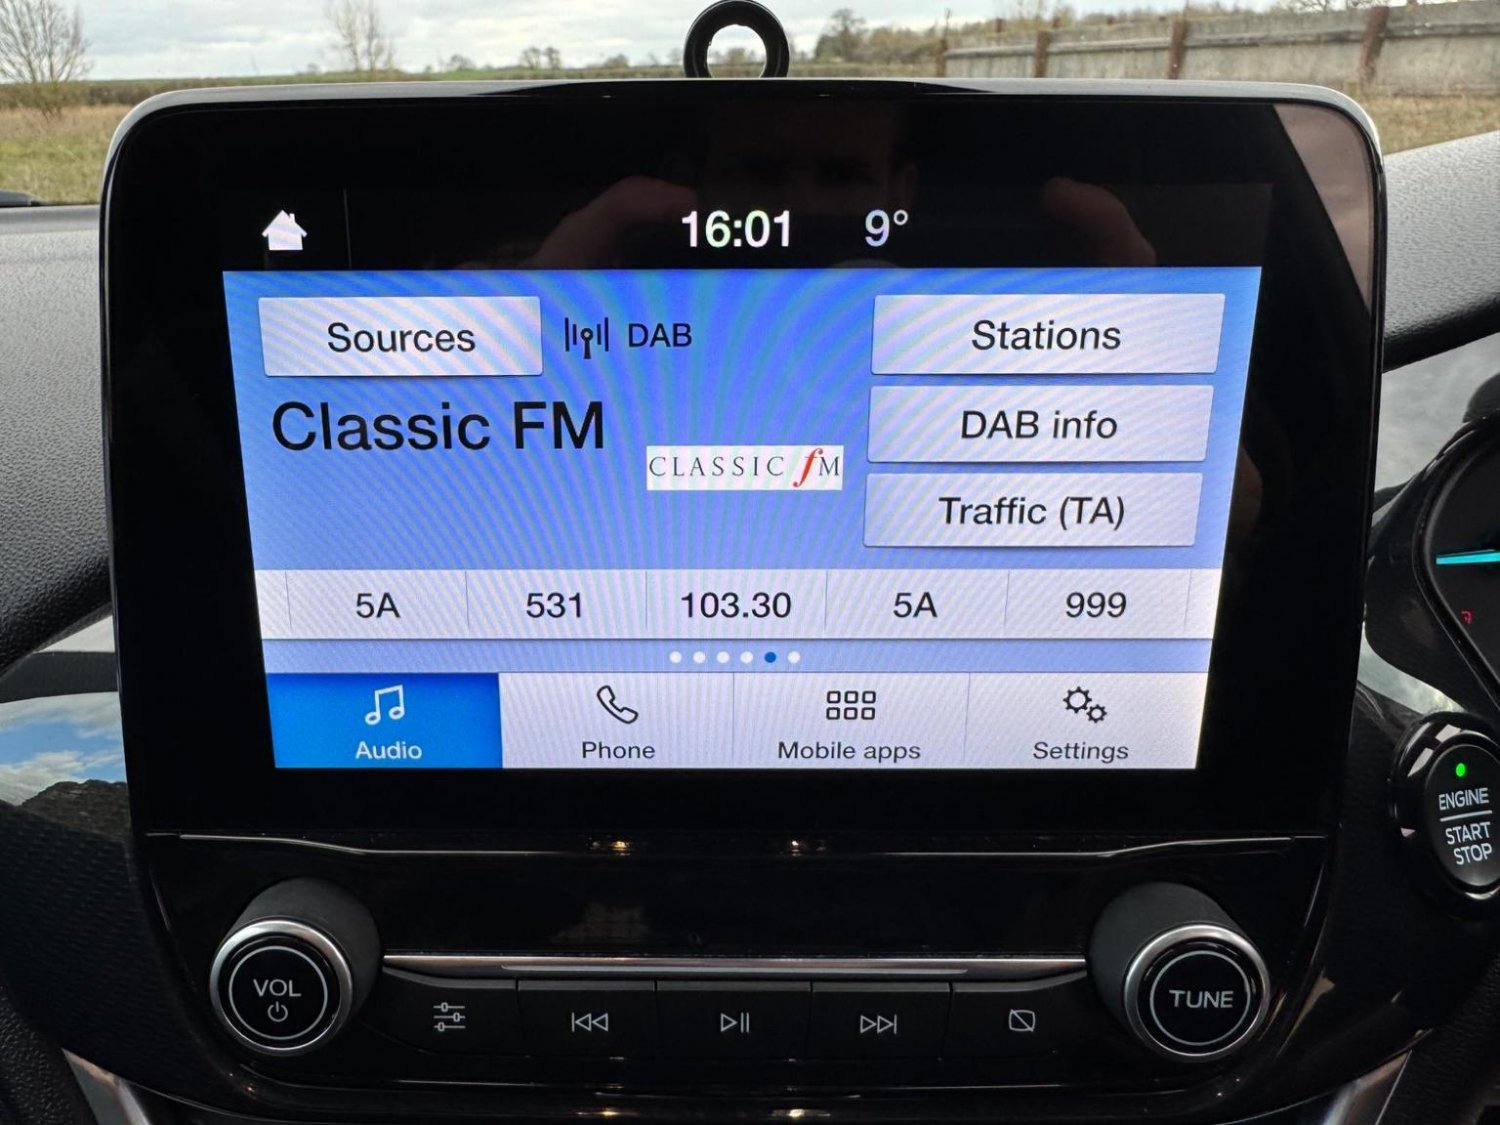 16:01 9°
Sources DAB Stations
Classic FM
CLASSIC fM
DAB info
Traffic (TA)
5A 531 103.30 5A 999
Audio Phone Mobile apps Settings
ENGINE
START
STOP
VOL
TUNE